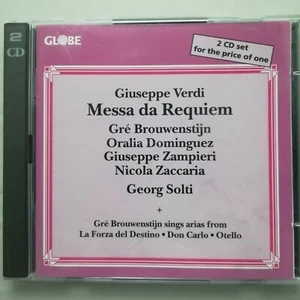 2
CD
GLOBE
2 CD set
for the price of one
Giuseppe Verdi
Messa da Requiem
Gré Brouwenstijn
Oralia Dominguez
Giuseppe Zampieri
Nicola Zaccaria
Georg Solti
+
Gré Brouwenstijn sings arias from
La Forza del Destino • Don Carlo • Otello